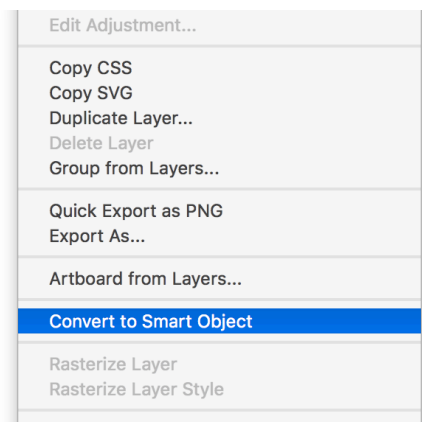 Edit Adjustment...
Copy CSS
Copy SVG
Duplicate Layer...
Delete Layer
Group from Layers...
Quick Export as PNG
Export As...
Artboard from Layers...
Convert to Smart Object
Rasterize Layer
Rasterize Layer Style